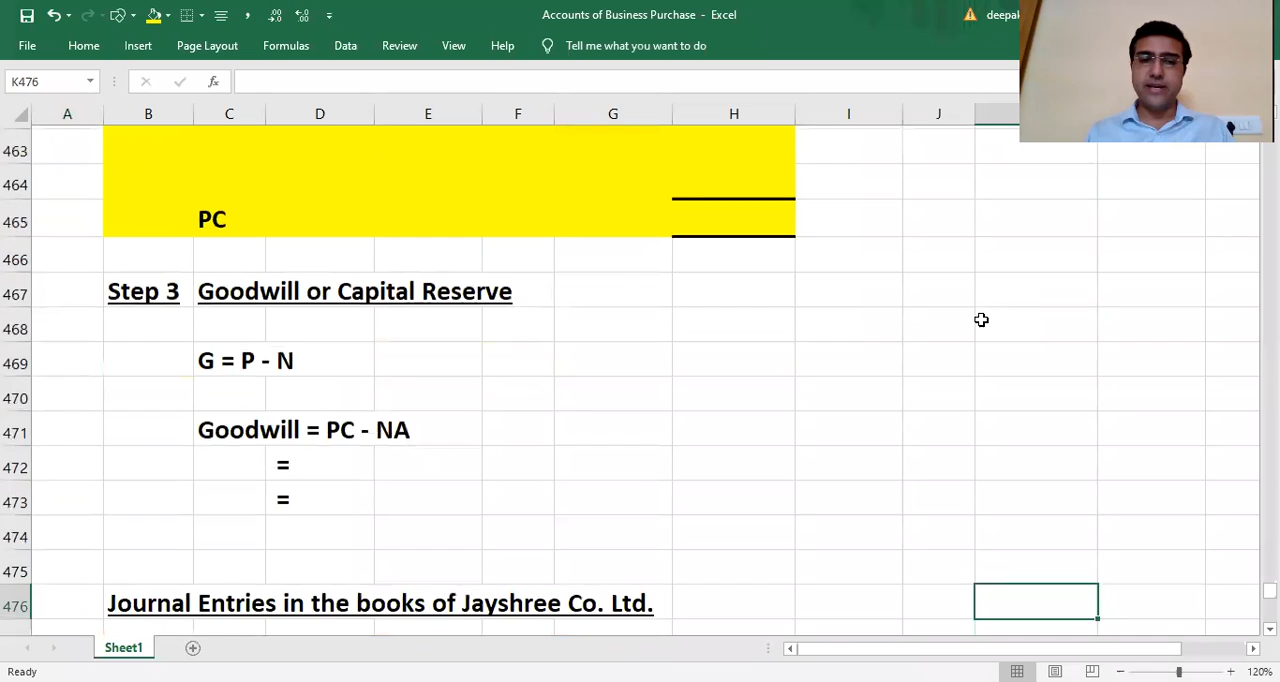 Accounts of Business Purchase - Excel
deepak
File Home Insert Page Layout Formulas Data Review View Help Tell me what you want to do
K476
fx
A B C D E F G H I J
463
464
465 PC
466
467 Step 3 Goodwill or Capital Reserve
468
469 G = P - N
470
471 Goodwill = PC - NA
472 =
473 =
474
475
476 Journal Entries in the books of Jayshree Co. Ltd.
Sheet1
Ready
120%